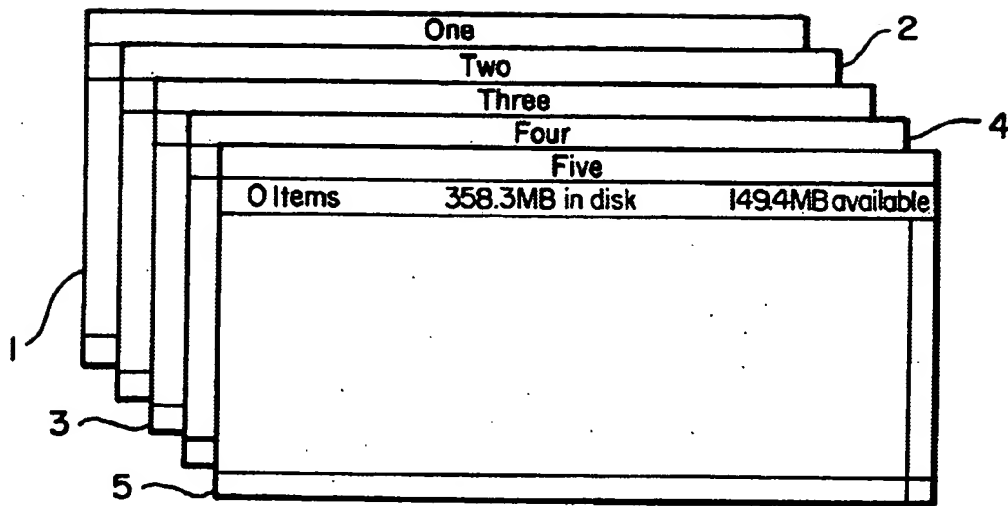 One
2
Two
Three
4
Four
Five
0 Items 358.3MB in disk 149.4MB available
1
3
5